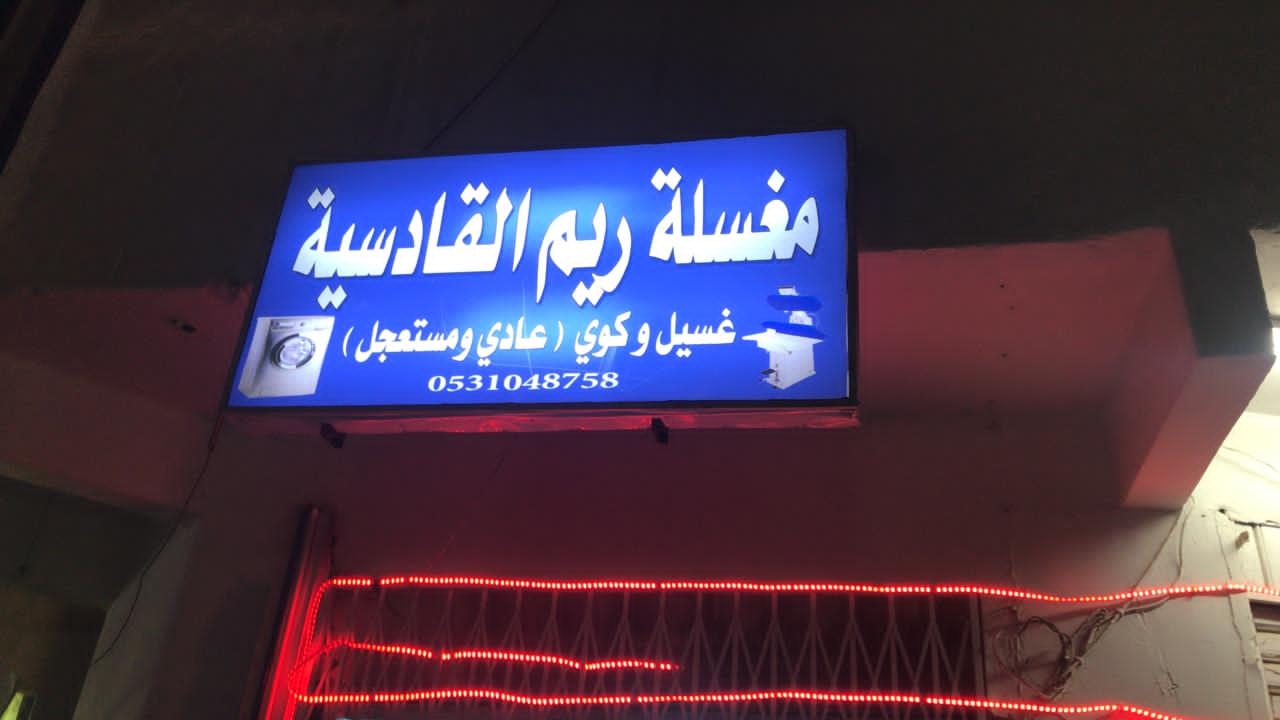 مغسلة ريم القادسية
غسيل وكوي (عادي ومستعجل)
0531048758